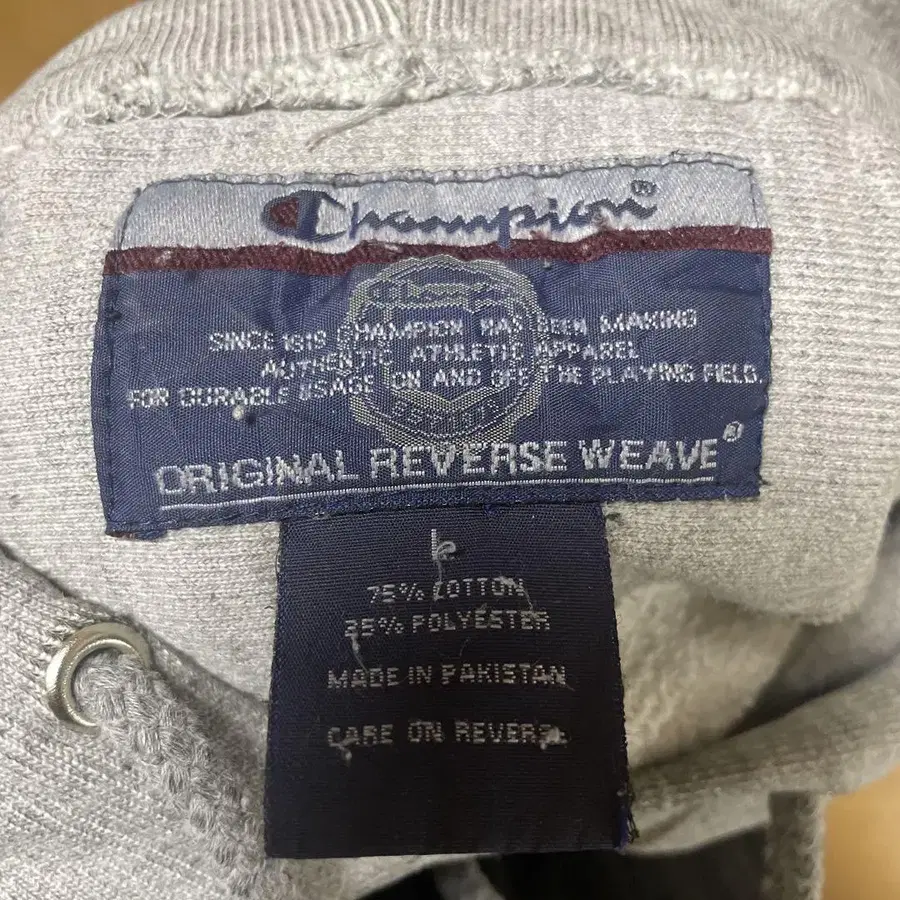 Champion®
SINCE 1919 CHAMPION HAS BEEN MAKING
AUTHENTIC ATHLETIC APPAREL
FOR DURABLE USAGE ON AND OFF THE PLAYING FIELD.
ORIGINAL REVERSE WEAVE®
L
75% COTTON
25% POLYESTER
MADE IN PAKISTAN
CARE ON REVERSE